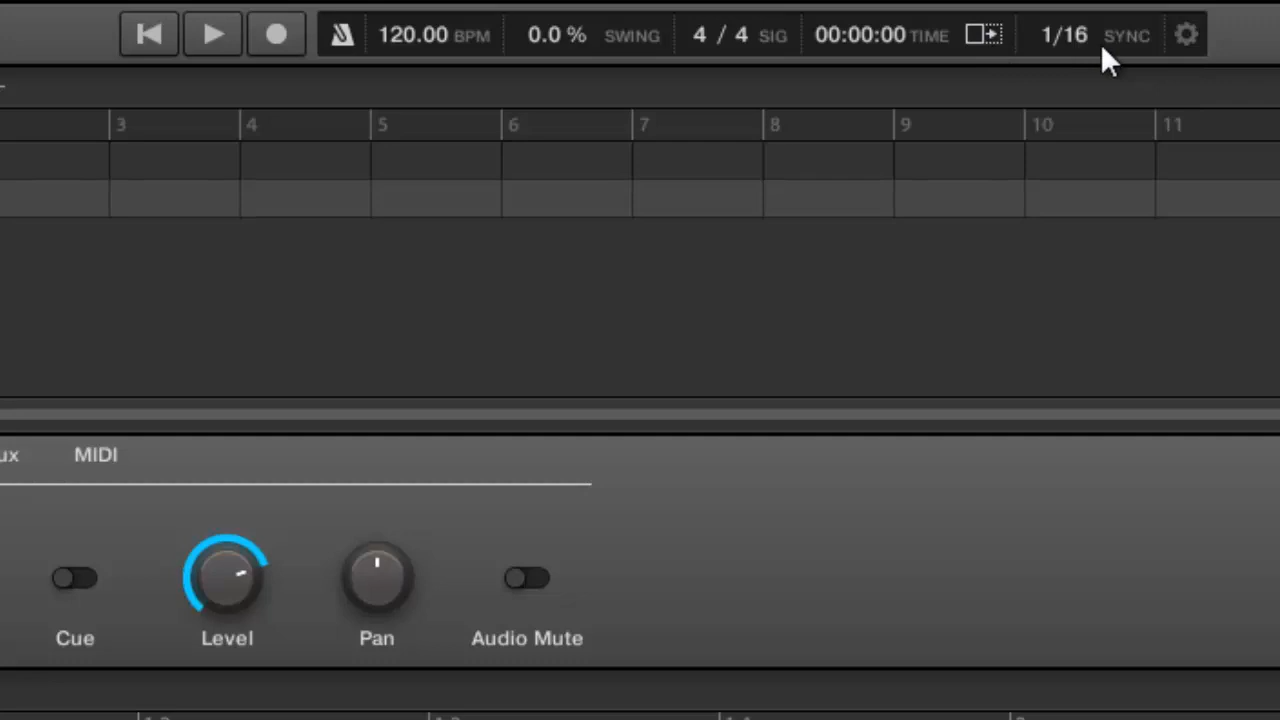 120.00 BPM 0.0 % SWING 4 / 4 SIG 00:00:00 TIME 1/16 SYNC
3 4 5 6 7 8 9 10 11
ux MIDI
Cue Level Pan Audio Mute